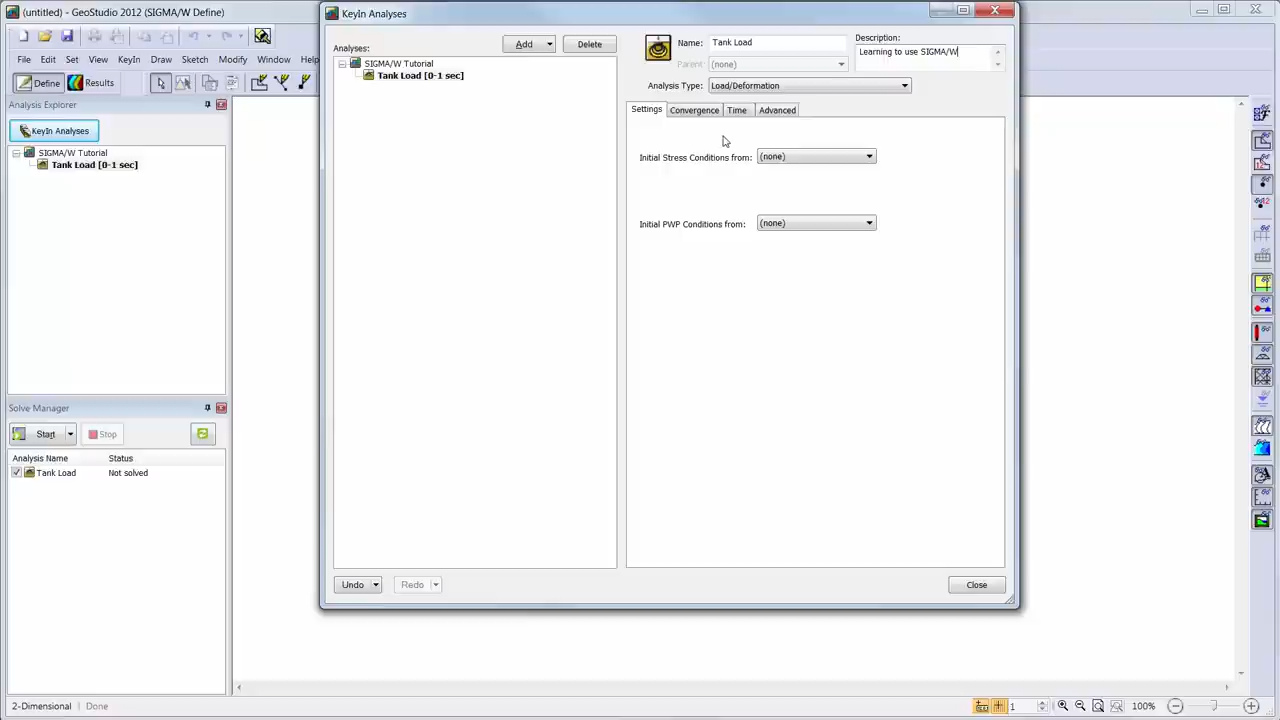 (untitled) - GeoStudio 2012 (SIGMA/W Define)
File Edit Set View KeyIn Draw Sketch Modify Window Help
Define Results
Analysis Explorer
KeyIn Analyses
SIGMA/W Tutorial
Tank Load [0-1 sec]
Solve Manager
Start Stop
Analysis Name Status
Tank Load Not solved
2-Dimensional Done
KeyIn Analyses
Analyses: Add Delete
SIGMA/W Tutorial
Tank Load [0-1 sec]
Undo Redo
Name: Tank Load
Parent: (none)
Description:
Learning to use SIGMA/W
Analysis Type: Load/Deformation
Settings Convergence Time Advanced
Initial Stress Conditions from: (none)
Initial PWP Conditions from: (none)
Close
1 100%